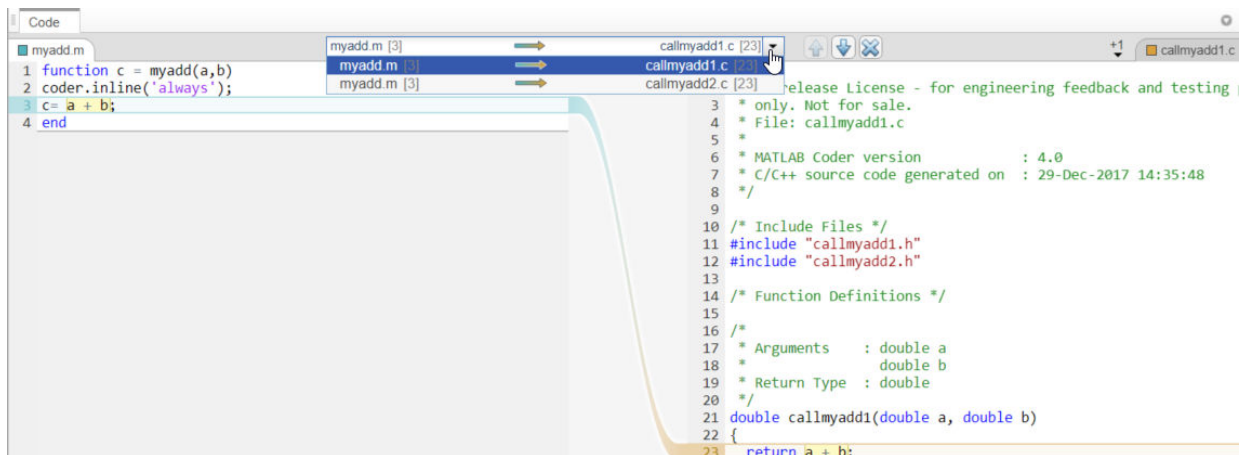 Code
myadd.m
myadd.m [3] callmyadd1.c [23]
myadd.m [3] callmyadd1.c [23]
myadd.m [3] callmyadd2.c [23]
+1 callmyadd1.c
1 function c = myadd(a,b)
2 coder.inline('always');
3 c= a + b;
4 end
elease License - for engineering feedback and testing
3 * only. Not for sale.
4 * File: callmyadd1.c
5 *
6 * MATLAB Coder version : 4.0
7 * C/C++ source code generated on : 29-Dec-2017 14:35:48
8 */
9
10 /* Include Files */
11 #include "callmyadd1.h"
12 #include "callmyadd2.h"
13
14 /* Function Definitions */
15
16 /*
17 * Arguments : double a
18 * double b
19 * Return Type : double
20 */
21 double callmyadd1(double a, double b)
22 {
23 return a + b;